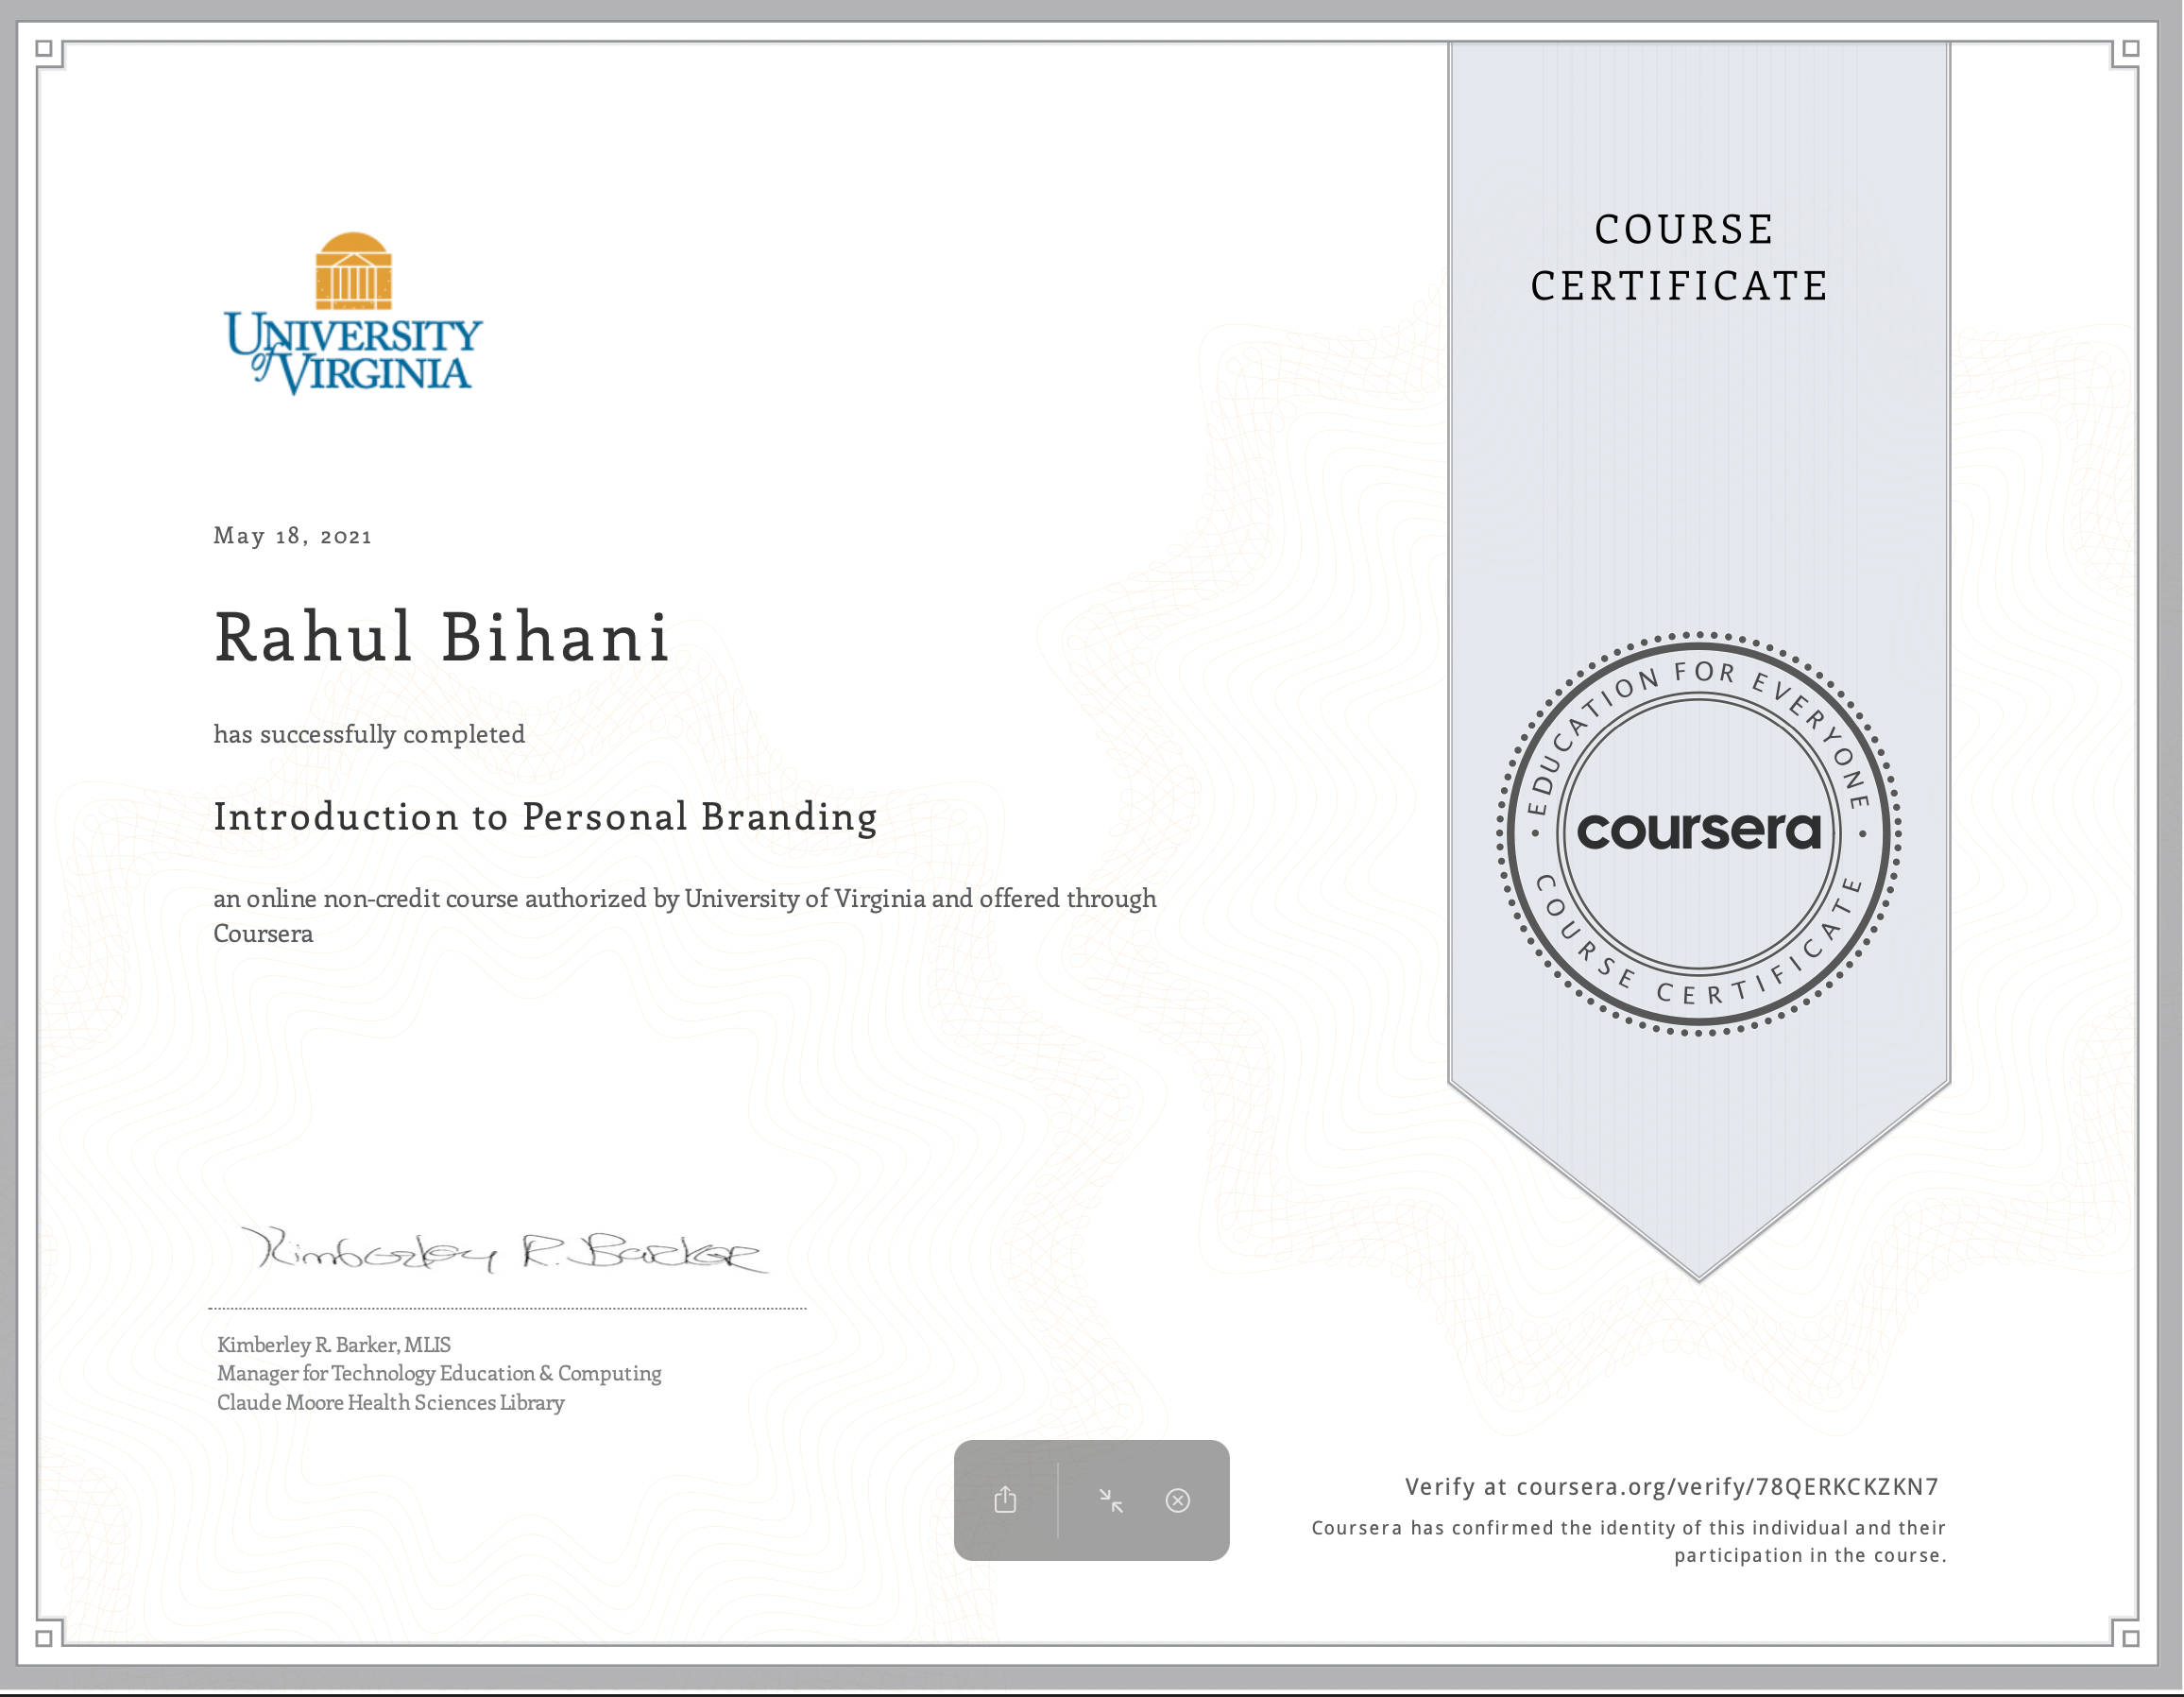 UNIVERSITY
of VIRGINIA
COURSE
CERTIFICATE
May 18, 2021
Rahul Bihani
has successfully completed
Introduction to Personal Branding
an online non-credit course authorized by University of Virginia and offered through
Coursera
EDUCATION FOR EVERYONE
coursera
COURSE CERTIFICATE
Kimberley R. Barker
Kimberley R. Barker, MLIS
Manager for Technology Education & Computing
Claude Moore Health Sciences Library
Verify at coursera.org/verify/78QERKCKZKN7
Coursera has confirmed the identity of this individual and their
participation in the course.